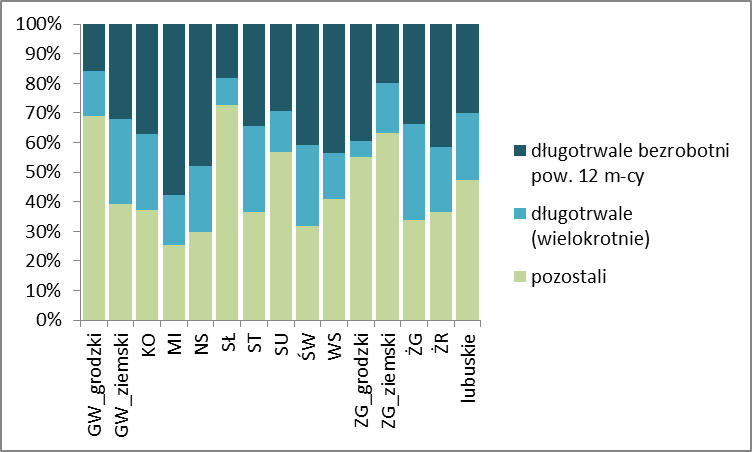 100%
90%
80%
70%
60%
50%
40%
30%
20%
10%
0%
GW_grodzki
GW_ziemski
KO
MI
NS
SŁ
ST
SU
ŚW
WS
ZG_grodzki
ZG_ziemski
ŻG
ŻR
lubuskie
długotrwale bezrobotni
pow. 12 m-cy
długotrwale
(wielokrotnie)
pozostali